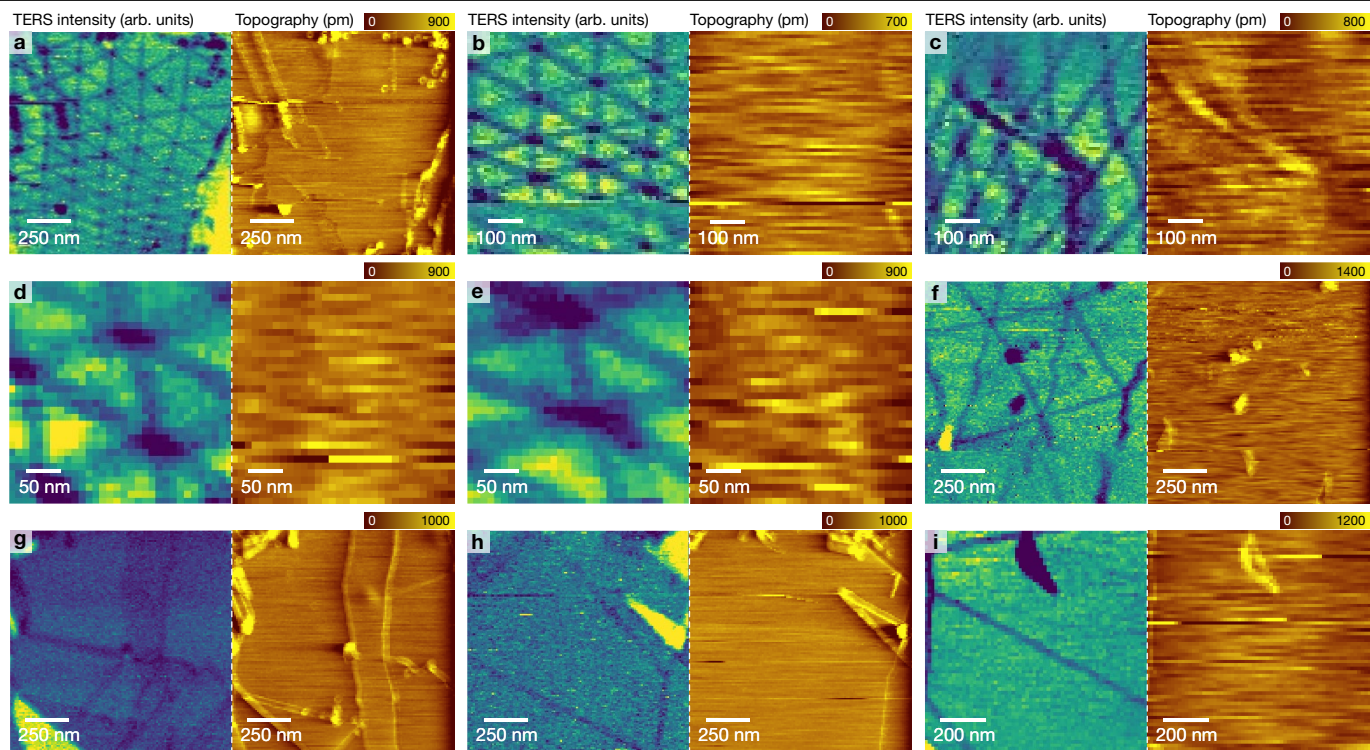 TERS intensity (arb. units) Topography (pm) 0 900 TERS intensity (arb. units) Topography (pm) 0 700 TERS intensity (arb. units) Topography (pm) 0 800
a b c
250 nm 250 nm 100 nm 100 nm 100 nm 100 nm
0 900 0 900 0 1400
d e f
50 nm 50 nm 50 nm 50 nm 250 nm 250 nm
0 1000 0 1000 0 1200
g h i
250 nm 250 nm 250 nm 250 nm 200 nm 200 nm